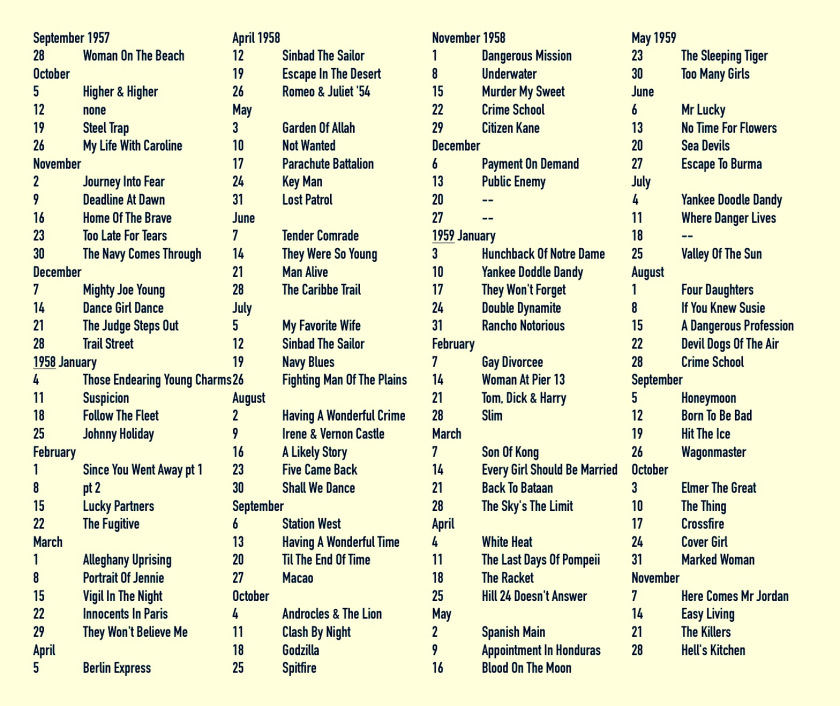 September 1957
28 Woman On The Beach
October
5 Higher & Higher
12 none
19 Steel Trap
26 My Life With Caroline
November
2 Journey Into Fear
9 Deadline At Dawn
16 Home Of The Brave
23 Too Late For Tears
30 The Navy Comes Through
December
7 Mighty Joe Young
14 Dance Girl Dance
21 The Judge Steps Out
28 Trail Street
1958 January
4 Those Endearing Young Charms
11 Suspicion
18 Follow The Fleet
25 Johnny Holiday
February
1 Since You Went Away pt 1
8 pt 2
15 Lucky Partners
22 The Fugitive
March
1 Alleghany Uprising
8 Portrait Of Jennie
15 Vigil In The Night
22 Innocents In Paris
29 They Won't Believe Me
April
5 Berlin Express
April 1958
12 Sinbad The Sailor
19 Escape In The Desert
26 Romeo & Juliet '54
May
3 Garden Of Allah
10 Not Wanted
17 Parachute Battalion
24 Key Man
31 Lost Patrol
June
7 Tender Comrade
14 They Were So Young
21 Man Alive
28 The Caribbe Trail
July
5 My Favorite Wife
12 Sinbad The Sailor
19 Navy Blues
26 Fighting Man Of The Plains
August
2 Having A Wonderful Crime
9 Irene & Vernon Castle
16 A Likely Story
23 Five Came Back
30 Shall We Dance
September
6 Station West
13 Having A Wonderful Time
20 Til The End Of Time
27 Macao
October
4 Androcles & The Lion
11 Clash By Night
18 Godzilla
25 Spitfire
November 1958
1 Dangerous Mission
8 Underwater
15 Murder My Sweet
22 Crime School
29 Citizen Kane
December
6 Payment On Demand
13 Public Enemy
20 --
27 --
1959 January
3 Hunchback Of Notre Dame
10 Yankee Doddle Dandy
17 They Won't Forget
24 Double Dynamite
31 Rancho Notorious
February
7 Gay Divorcee
14 Woman At Pier 13
21 Tom, Dick & Harry
28 Slim
March
7 Son Of Kong
14 Every Girl Should Be Married
21 Back To Bataan
28 The Sky's The Limit
April
4 White Heat
11 The Last Days Of Pompeii
18 The Racket
25 Hill 24 Doesn't Answer
May
2 Spanish Main
9 Appointment In Honduras
16 Blood On The Moon
May 1959
23 The Sleeping Tiger
30 Too Many Girls
June
6 Mr Lucky
13 No Time For Flowers
20 Sea Devils
27 Escape To Burma
July
4 Yankee Doodle Dandy
11 Where Danger Lives
18 --
25 Valley Of The Sun
August
1 Four Daughters
8 If You Knew Susie
15 A Dangerous Profession
22 Devil Dogs Of The Air
28 Crime School
September
5 Honeymoon
12 Born To Be Bad
19 Hit The Ice
26 Wagonmaster
October
3 Elmer The Great
10 The Thing
17 Crossfire
24 Cover Girl
31 Marked Woman
November
7 Here Comes Mr Jordan
14 Easy Living
21 The Killers
28 Hell's Kitchen